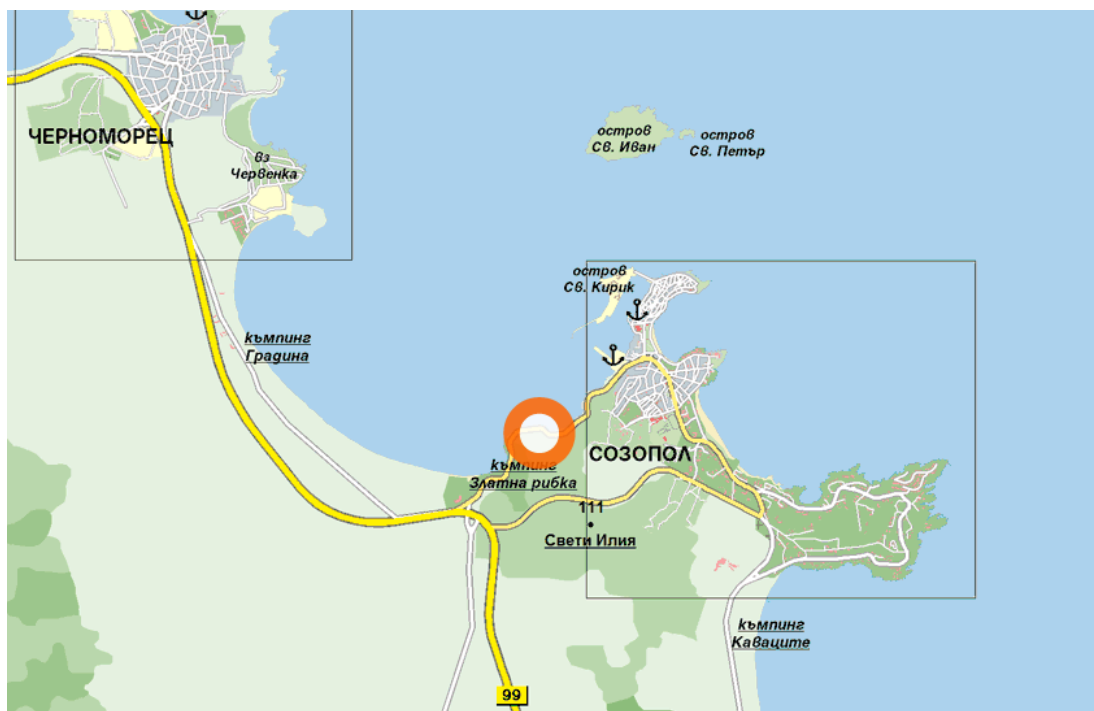 ЧЕРНОМОРЕЦ
вз
Червенка
остров
Св. Иван
остров
Св. Петър
остров
Св. Кирик
къмпинг
Градина
СОЗОПОЛ
къмпинг
Златна рибка
111
Свети Илия
къмпинг
Каваците
99